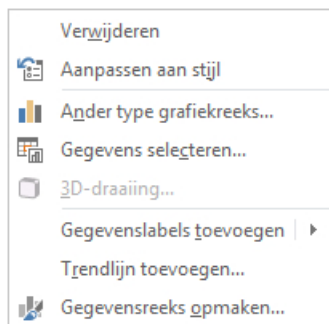 Verwijderen
Aanpassen aan stijl
Ander type grafiekreeks...
Gegevens selecteren...
3D-draaiing...
Gegevenslabels toevoegen
Trendlijn toevoegen...
Gegevensreeks opmaken...